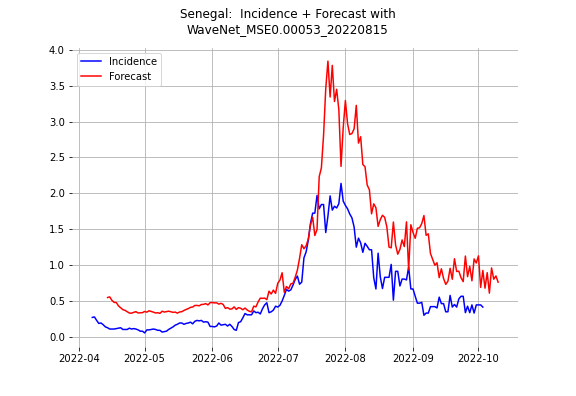 Senegal:  Incidence + Forecast with
WaveNet_MSE0.00053_20220815
Incidence
Forecast
4.0
3.5
3.0
2.5
2.0
1.5
1.0
0.5
0.0
2022-04 2022-05 2022-06 2022-07 2022-08 2022-09 2022-10